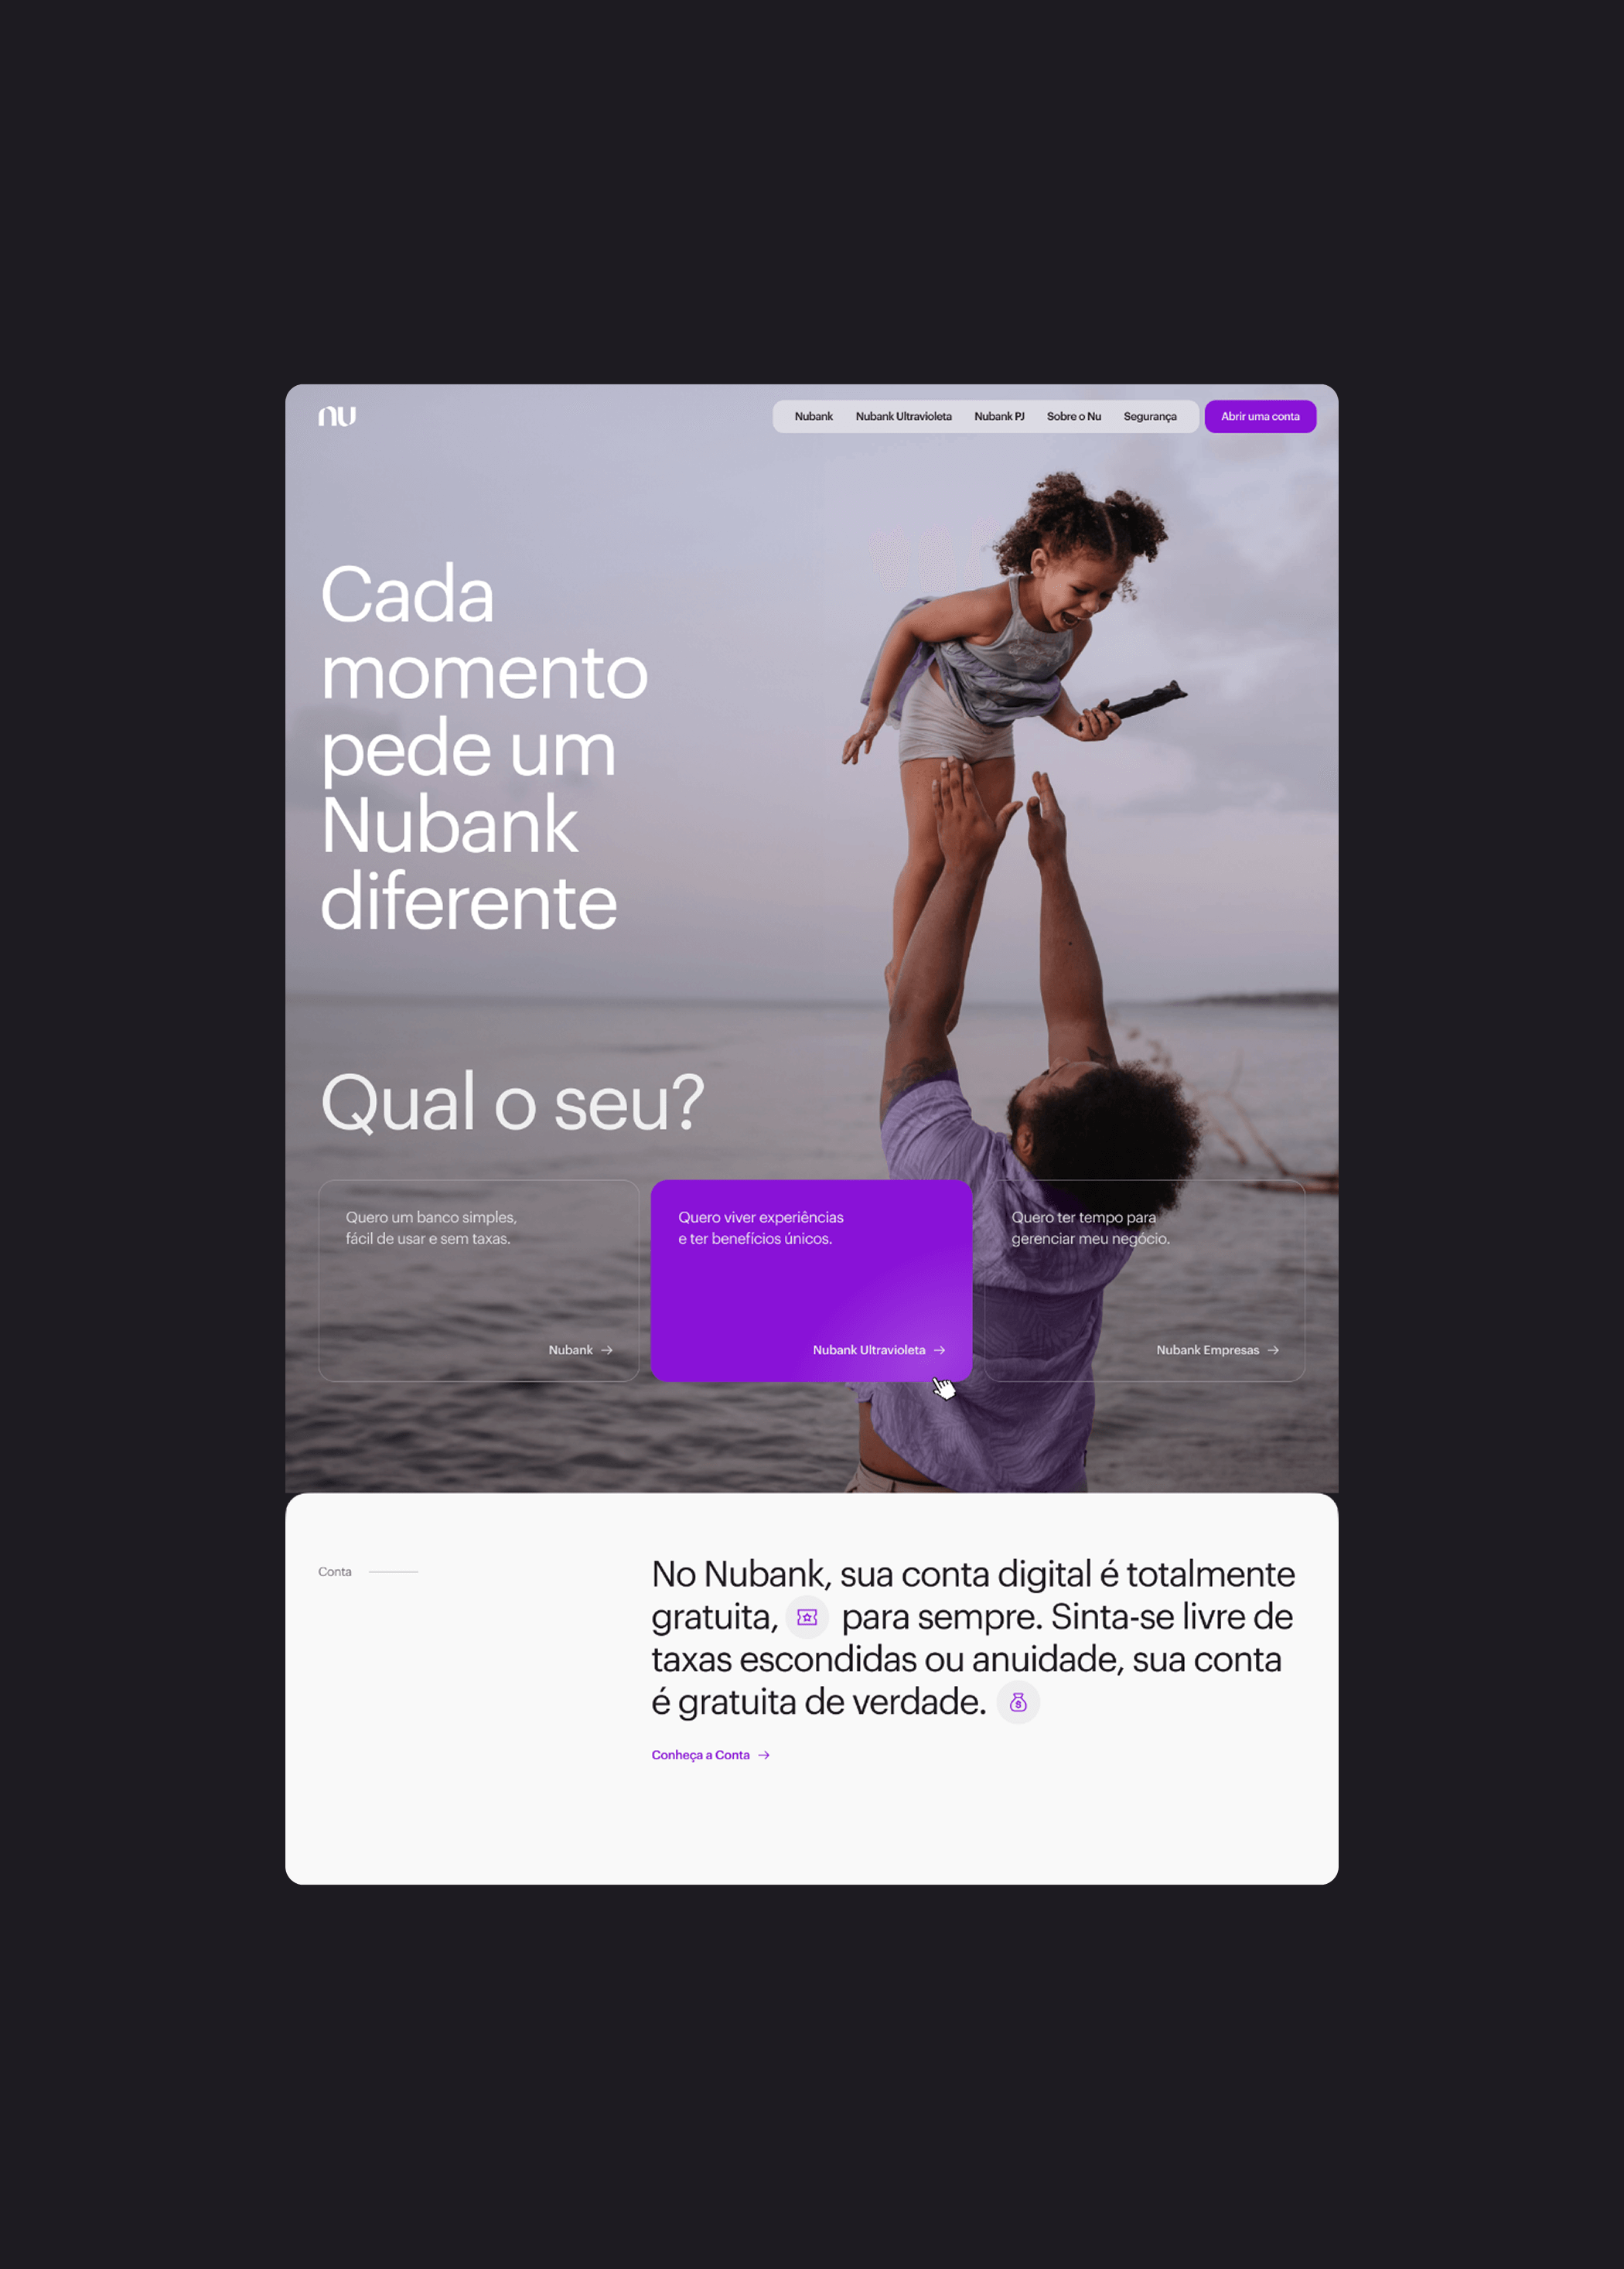 nu
Nubank Nubank Ultravioleta Nubank PJ Sobre o Nu Segurança Abrir uma conta
Cada
momento
pede um
Nubank
diferente
Qual o seu?
Quero um banco simples,
fácil de usar e sem taxas.
Nubank →
Quero viver experiências
e ter benefícios únicos.
Nubank Ultravioleta →
Quero ter tempo para
gerenciar meu negócio.
Nubank Empresas →
Conta
No Nubank, sua conta digital é totalmente
gratuita, para sempre. Sinta-se livre de
taxas escondidas ou anuidade, sua conta
é gratuita de verdade.
Conheça a Conta →